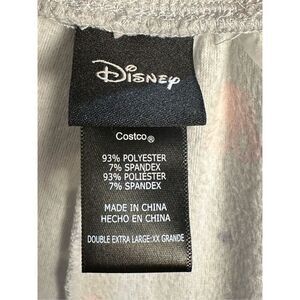 Disney
Costco®
93% POLYESTER
7% SPANDEX
93% POLIÉSTER
7% SPANDEX
MADE IN CHINA
HECHO EN CHINA
DOUBLE EXTRA LARGE:XX GRANDE